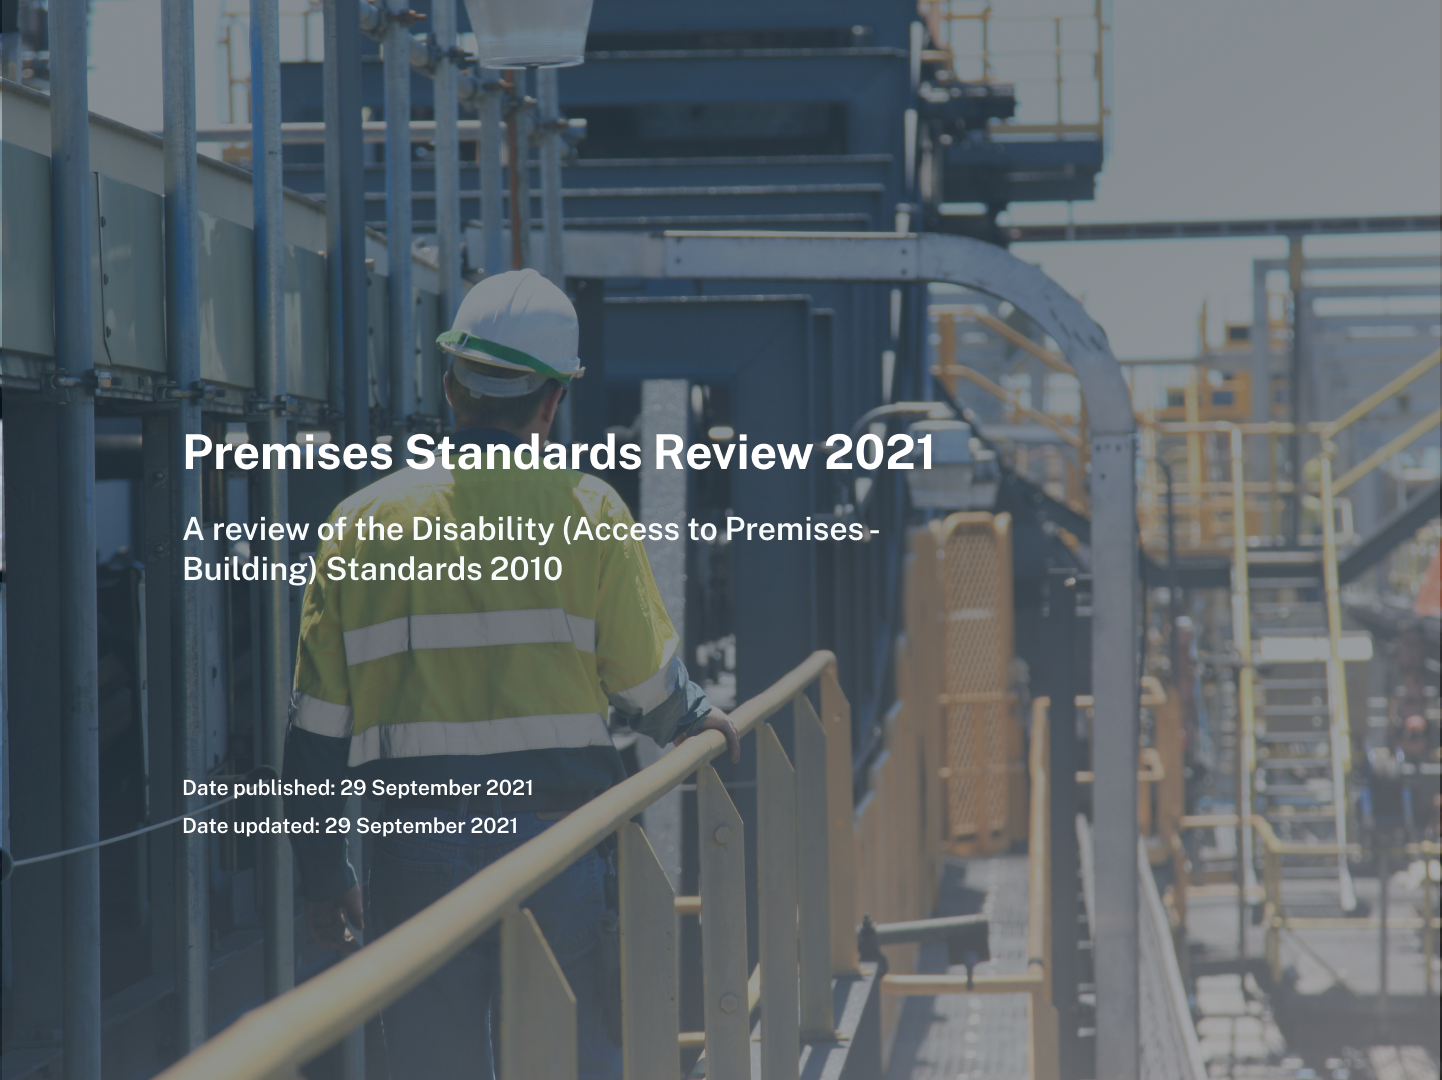 Premises Standards Review 2021
A review of the Disability (Access to Premises -
Building) Standards 2010
Date published: 29 September 2021
Date updated: 29 September 2021